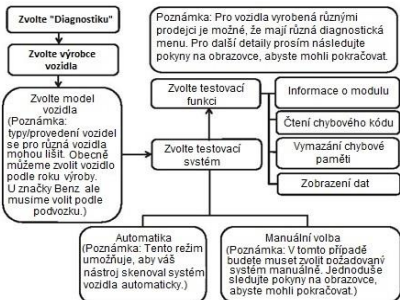 Zvolte "Diagnostiku"
Zvolte výrobce
vozidla
Zvolte model
vozidla
(Poznámka:
typy/provedení vozidel
se pro různá vozidla
mohou lišit. Obecně
můžeme zvolit vozidlo
podle roku výroby.
U značky Benz ale
musíme volit podle
podvozku.)
Poznámka: Pro vozidla vyrobená různými
prodejci je možné, že mají různá diagnostická
menu. Pro další detaily prosím následujte
pokyny na obrazovce, abyste mohli pokračovat.
Zvolte testovací
funkci
Zvolte testovací
systém
Informace o modulu
Čtení chybového kódu
Vymazání chybové
paměti
Zobrazení dat
Automatika
(Poznámka: Tento režim
umožňuje, aby váš
nástroj skenoval systém
vozidla automaticky.)
Manuální volba
(Poznámka: V tomto případě
budete muset zvolit požadovaný
systém manuálně. Jednoduše
sledujte pokyny na obrazovce,
abyste mohli pokračovat.)